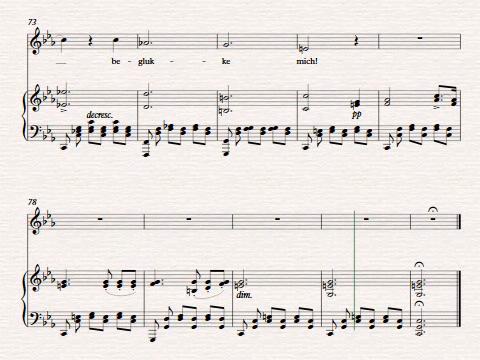 73
be - gluk - - ke mich!
decresc.
pp
78
dim.